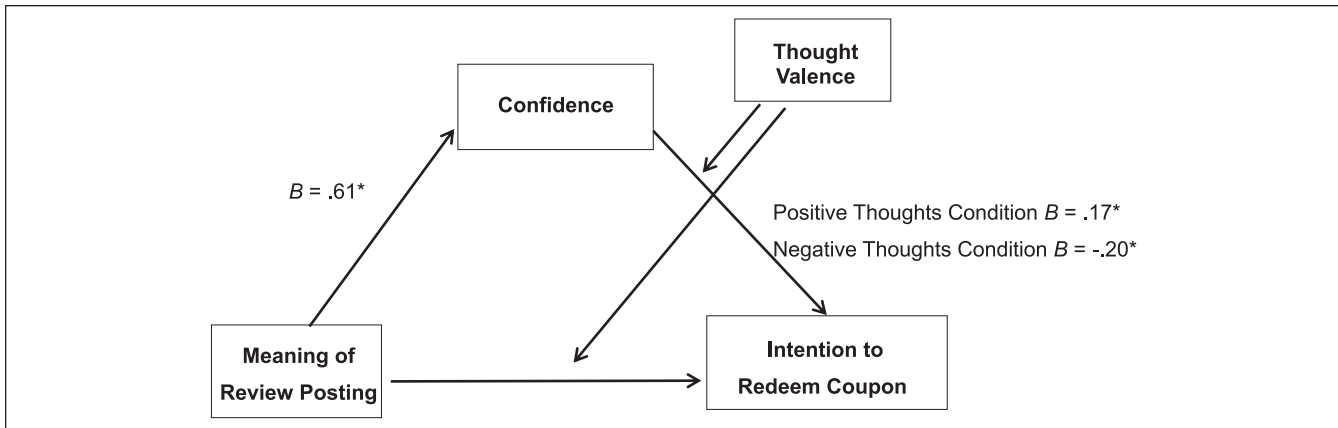 Thought
Valence
Confidence
B = .61*
Positive Thoughts Condition B = .17*
Negative Thoughts Condition B = -.20*
Meaning of
Review Posting
Intention to
Redeem Coupon